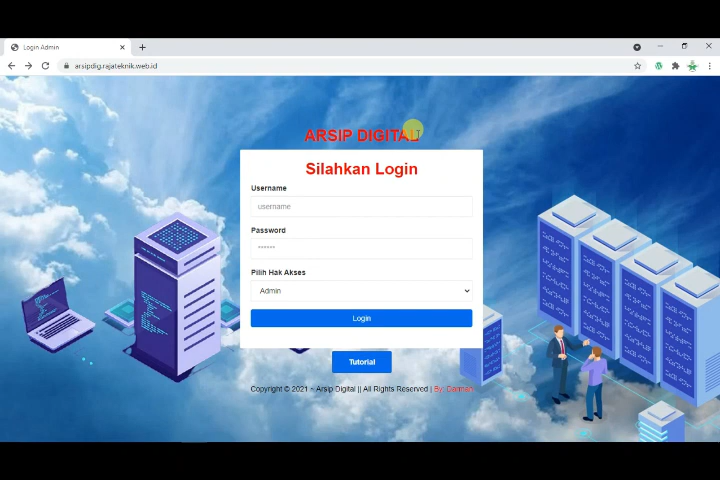 Login Admin
arsipdig.rajateknik.web.id
ARSIP DIGITAL
Silahkan Login
Username
username
Password
••••••
Pilih Hak Akses
Admin
Login
Tutorial
Copyright © 2021 ~ Arsip Digital || All Rights Reserved | By. Darman